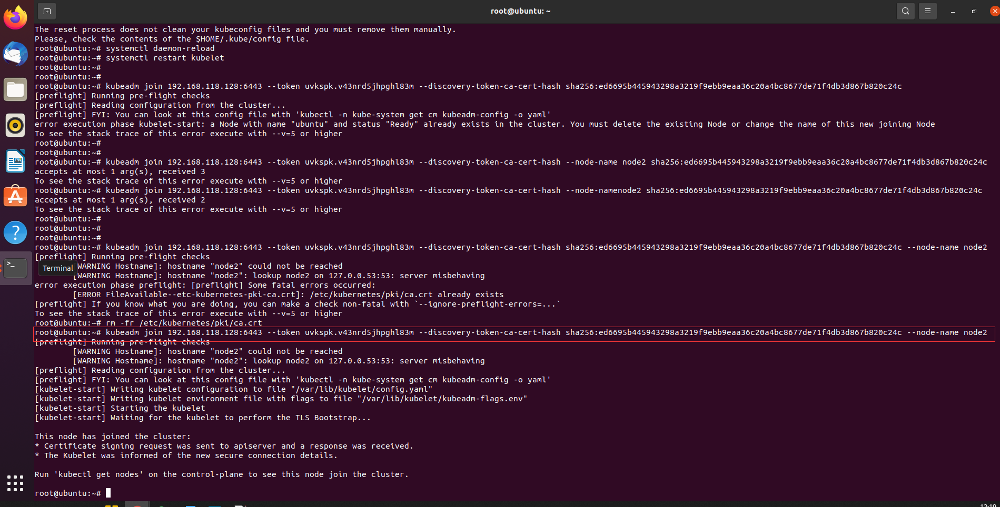 root@ubuntu: ~
The reset process does not clean your kubeconfig files and you must remove them manually.
Please, check the contents of the $HOME/.kube/config file.
root@ubuntu:~# systemctl daemon-reload
root@ubuntu:~# systemctl restart kubelet
root@ubuntu:~#
root@ubuntu:~#
root@ubuntu:~# kubeadm join 192.168.118.128:6443 --token uvkspk.v43nrd5jhpghl83m --discovery-token-ca-cert-hash sha256:ed6695b445943298a3219f9ebb9eaa36c20a4bc8677de71f4db3d867b820c24c
[preflight] Running pre-flight checks
[preflight] Reading configuration from the cluster...
[preflight] FYI: You can look at this config file with 'kubectl -n kube-system get cm kubeadm-config -o yaml'
error execution phase kubelet-start: a Node with name "ubuntu" and status "Ready" already exists in the cluster. You must delete the existing Node or change the name of this new joining Node
To see the stack trace of this error execute with --v=5 or higher
root@ubuntu:~#
root@ubuntu:~#
root@ubuntu:~# kubeadm join 192.168.118.128:6443 --token uvkspk.v43nrd5jhpghl83m --discovery-token-ca-cert-hash --node-name node2 sha256:ed6695b445943298a3219f9ebb9eaa36c20a4bc8677de71f4db3d867b820c24c
accepts at most 1 arg(s), received 3
To see the stack trace of this error execute with --v=5 or higher
root@ubuntu:~# kubeadm join 192.168.118.128:6443 --token uvkspk.v43nrd5jhpghl83m --discovery-token-ca-cert-hash --node-namenode2 sha256:ed6695b445943298a3219f9ebb9eaa36c20a4bc8677de71f4db3d867b820c24c
accepts at most 1 arg(s), received 2
To see the stack trace of this error execute with --v=5 or higher
root@ubuntu:~#
root@ubuntu:~#
root@ubuntu:~#
root@ubuntu:~# kubeadm join 192.168.118.128:6443 --token uvkspk.v43nrd5jhpghl83m --discovery-token-ca-cert-hash sha256:ed6695b445943298a3219f9ebb9eaa36c20a4bc8677de71f4db3d867b820c24c --node-name node2
[preflight] Running pre-flight checks
[WARNING Hostname]: hostname "node2" could not be reached
Terminal
[WARNING Hostname]: hostname "node2": lookup node2 on 127.0.0.53:53: server misbehaving
error execution phase preflight: [preflight] Some fatal errors occurred:
[ERROR FileAvailable--etc-kubernetes-pki-ca.crt]: /etc/kubernetes/pki/ca.crt already exists
[preflight] If you know what you are doing, you can make a check non-fatal with `--ignore-preflight-errors=...`
To see the stack trace of this error execute with --v=5 or higher
root@ubuntu:~# rm -fr /etc/kubernetes/pki/ca.crt
root@ubuntu:~# kubeadm join 192.168.118.128:6443 --token uvkspk.v43nrd5jhpghl83m --discovery-token-ca-cert-hash sha256:ed6695b445943298a3219f9ebb9eaa36c20a4bc8677de71f4db3d867b820c24c --node-name node2
[preflight] Running pre-flight checks
[WARNING Hostname]: hostname "node2" could not be reached
[WARNING Hostname]: hostname "node2": lookup node2 on 127.0.0.53:53: server misbehaving
[preflight] Reading configuration from the cluster...
[preflight] FYI: You can look at this config file with 'kubectl -n kube-system get cm kubeadm-config -o yaml'
[kubelet-start] Writing kubelet configuration to file "/var/lib/kubelet/config.yaml"
[kubelet-start] Writing kubelet environment file with flags to file "/var/lib/kubelet/kubeadm-flags.env"
[kubelet-start] Starting the kubelet
[kubelet-start] Waiting for the kubelet to perform the TLS Bootstrap...
This node has joined the cluster:
* Certificate signing request was sent to apiserver and a response was received.
* The Kubelet was informed of the new secure connection details.
Run 'kubectl get nodes' on the control-plane to see this node join the cluster.
root@ubuntu:~#